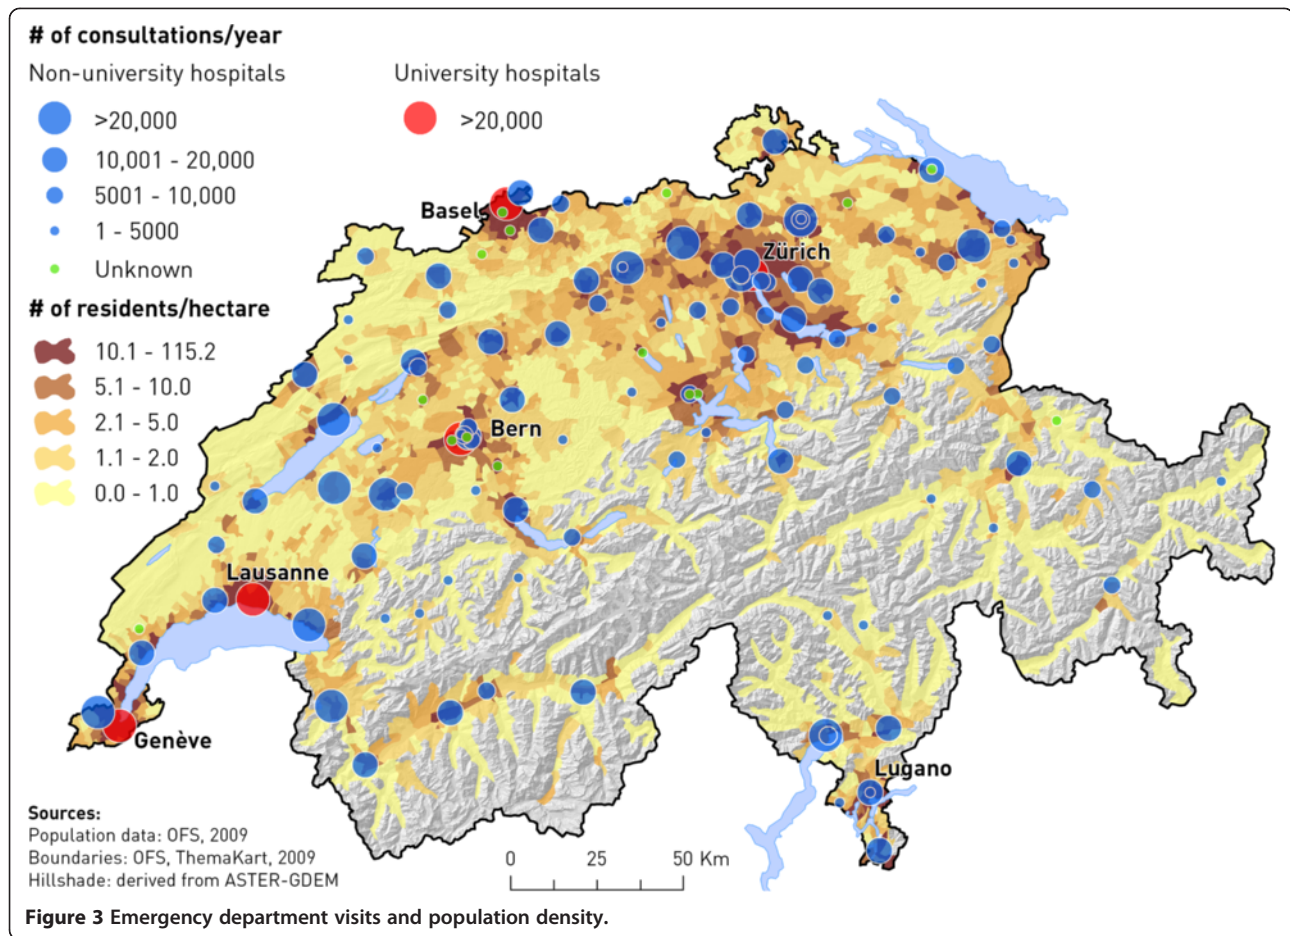 # of consultations/year
Non-university hospitals
University hospitals
>20,000
>20,000
10,001 - 20,000
5001 - 10,000
1 - 5000
Unknown
# of residents/hectare
10.1 - 115.2
5.1 - 10.0
2.1 - 5.0
1.1 - 2.0
0.0 - 1.0
Basel
Zürich
Bern
Lausanne
Genève
Lugano
Sources:
Population data: OFS, 2009
Boundaries: OFS, ThemaKart, 2009
Hillshade: derived from ASTER-GDEM
0 25 50 Km
Figure 3 Emergency department visits and population density.